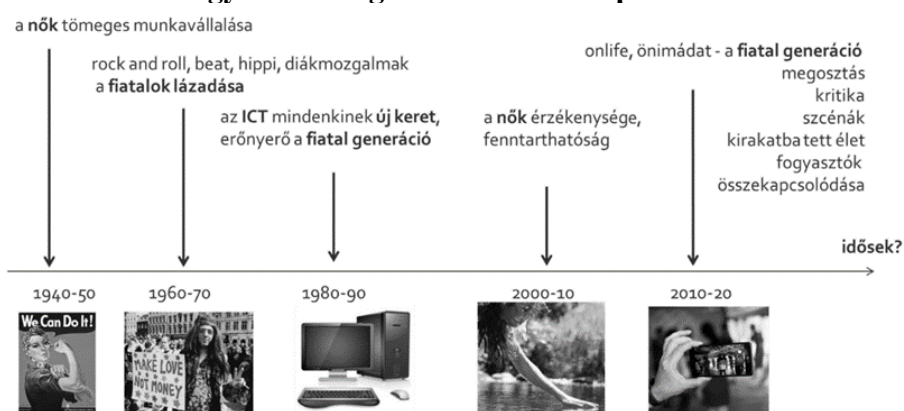 a nők tömeges munkavállalása
rock and roll, beat, hippi, diákmozgalmak
a fiatalok lázadása
az ICT mindenkinek új keret,
erőnyerő a fiatal generáció
a nők érzékenysége,
fenntarthatóság
onlife, önimádat - a fiatal generáció
megosztás
kritika
szcénák
kirakatba tett élet
fogyasztók
összekapcsolódása
idősek?
1940-50
1960-70
1980-90
2000-10
2010-20
We Can Do It!
MAKE LOVE
NOT MONEY